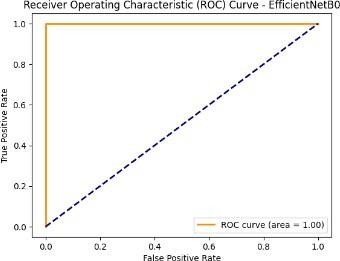 Receiver Operating Characteristic (ROC) Curve - EfficientNetB0
1.0
0.8
0.6
0.4
0.2
0.0
True Positive Rate
ROC curve (area = 1.00)
0.0 0.2 0.4 0.6 0.8 1.0
False Positive Rate